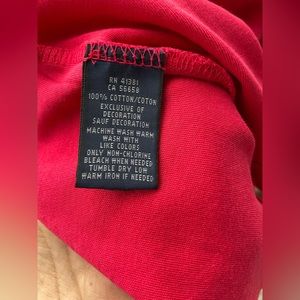 RN 41381
CA 56658
100% COTTON/COTON
EXCLUSIVE OF
DECORATION
SAUF DECORATION
MACHINE WASH WARM
WASH WITH
LIKE COLORS
ONLY NON-CHLORINE
BLEACH WHEN NEEDED
TUMBLE DRY LOW
WARM IRON IF NEEDED